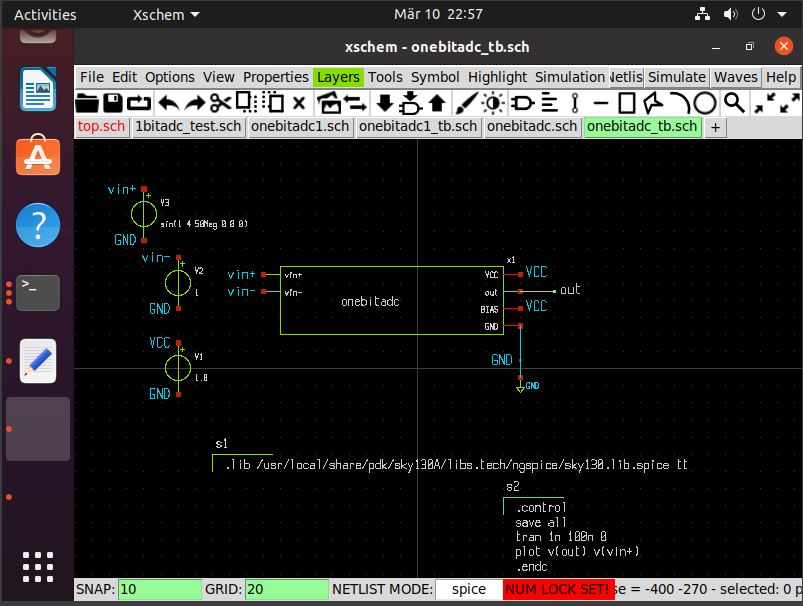 Activities Xschem Mär 10 22:57
xschem - onebitadc_tb.sch
File Edit Options View Properties Layers Tools Symbol Highlight Simulation Netlis Simulate Waves Help
top.sch 1bitadc_test.sch onebitadc1.sch onebitadc1_tb.sch onebitadc.sch onebitadc_tb.sch +
vin+
V3
sin(1 4 50Meg 0 0 0)
GND
vin-
V2
1
GND
VCC
V1
1.8
GND
x1
vin+ vin+ VCC VCC
vin- vin- out out
onebitadc
BIAS VCC
GND
GND
GND
s1
.lib /usr/local/share/pdk/sky130A/libs.tech/ngspice/sky130.lib.spice tt
s2
.control
save all
tran 1n 100n 0
plot v(out) v(vin+)
.endc
SNAP: 10 GRID: 20 NETLIST MODE: spice NUM LOCK SET! se = -400 -270 - selected: 0 p